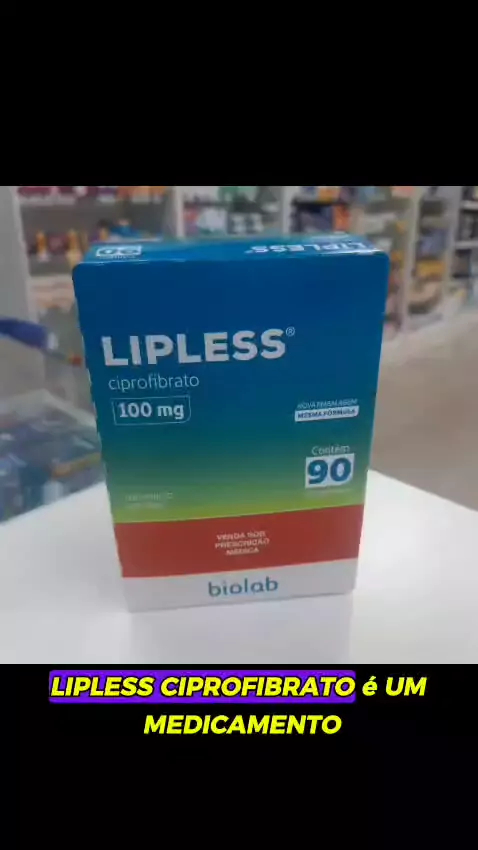 LIPLESS®
LIPLESS®
ciprofibrato
100 mg
NOVA EMBALAGEM
MESMA FÓRMULA
Contém
90
VENDA SOB
PRESCRIÇÃO
MÉDICA
biolab
LIPLESS CIPROFIBRATO é UM
MEDICAMENTO